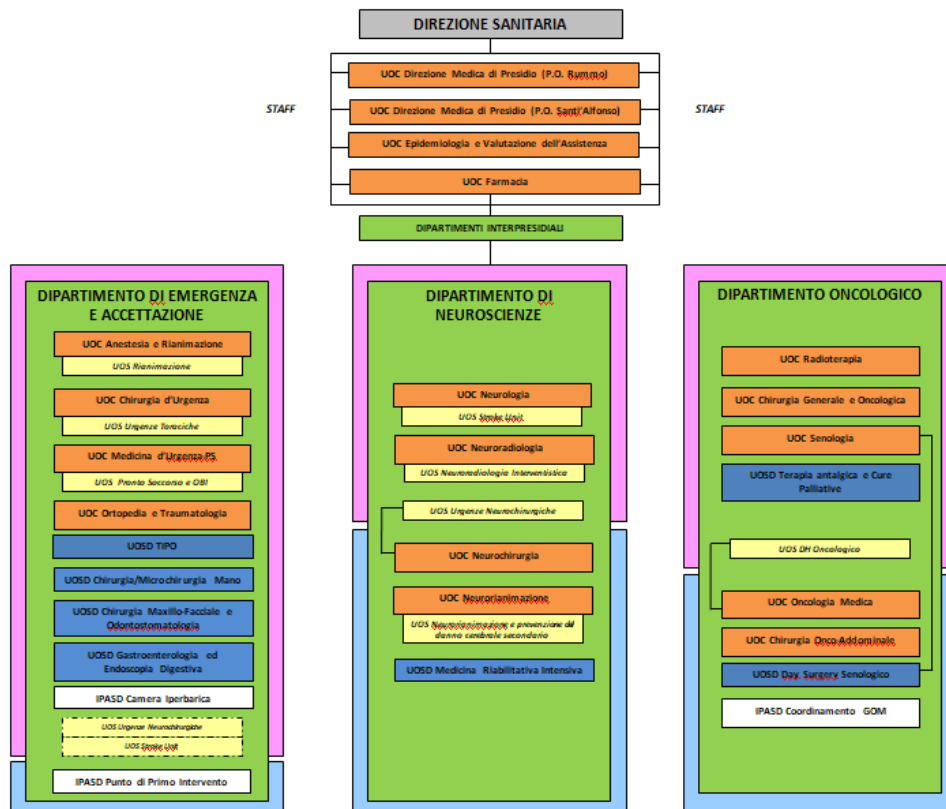 DIREZIONE SANITARIA
UOC Direzione Medica di Presidio (P.O. Rummo)
STAFF
STAFF
UOC Direzione Medica di Presidio (P.O. Sant'Alfonso)
UOC Epidemiologia e Valutazione dell'Assistenza
UOC Farmacia
DIPARTIMENTI INTERPRESIDIALI
DIPARTIMENTO DI EMERGENZA
E ACCETTAZIONE
UOC Anestesia e Rianimazione
UOS Rianimazione
UOC Chirurgia d'Urgenza
UOS Urgenze Toraciche
UOC Medicina d'Urgenza-PS
UOS Pronto Soccorso e OBI
UOC Ortopedia e Traumatologia
UOSD TIPO
UOSD Chirurgia/Microchirurgia Mano
UOSD Chirurgia Maxillo-Facciale e
Odontostomatologia
UOSD Gastroenterologia ed
Endoscopia Digestiva
IPASD Camera Iperbarica
UOS Urgenze Neurochirurgiche
UOS Stroke Unit
IPASD Punto di Primo Intervento
DIPARTIMENTO DI
NEUROSCIENZE
UOC Neurologia
UOS Stroke Unit
UOC Neuroradiologia
UOS Neuroradiologia Interventistica
UOS Urgenze Neurochirurgiche
UOC Neurochirurgia
UOC Neurorianimazione
UOS Neurorianimazione e prevenzione del
danno cerebrale secondario
UOSD Medicina Riabilitativa Intensiva
DIPARTIMENTO ONCOLOGICO
UOC Radioterapia
UOC Chirurgia Generale e Oncologica
UOC Senologia
UOSD Terapia antalgica e Cure
Palliative
UOS DH Oncologico
UOC Oncologia Medica
UOC Chirurgia Onco-Addominale
UOSD Day Surgery Senologico
IPASD Coordinamento GOM